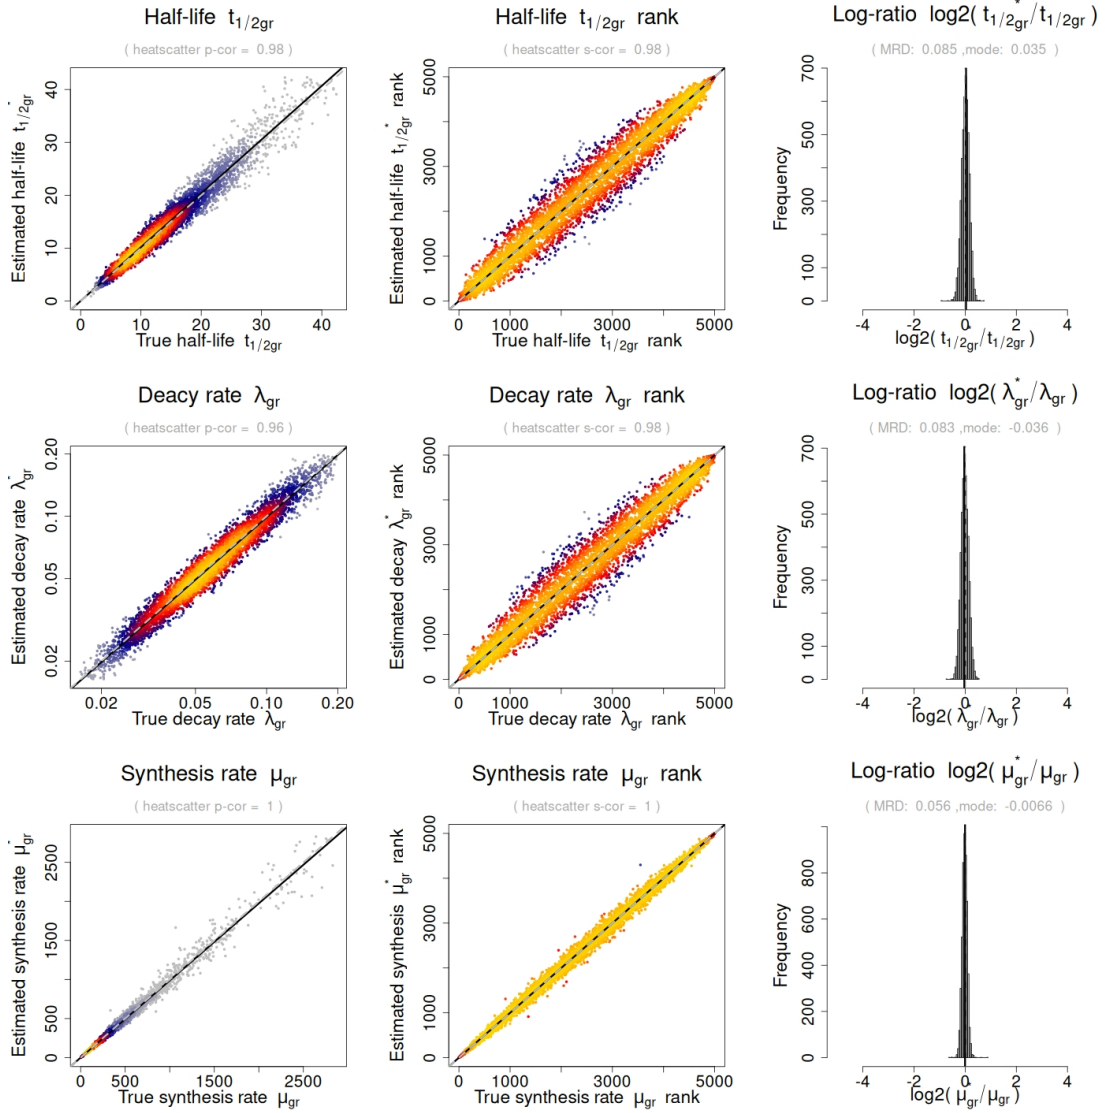 Half-life t1/2gr
( heatscatter p-cor = 0.98 )
Estimated half-life t*1/2gr
0 10 20 30 40
0 10 20 30 40
True half-life t1/2gr
Half-life t1/2gr rank
( heatscatter s-cor = 0.98 )
Estimated half-life t*1/2gr rank
0 1000 3000 5000
0 1000 3000 5000
True half-life t1/2gr rank
Log-ratio log2( t*1/2gr/t1/2gr )
( MRD: 0.085 ,mode: 0.035 )
Frequency
0 100 300 500 700
-4 -2 0 2 4
log2( t1/2gr/t1/2gr )
Deacy rate λgr
( heatscatter p-cor = 0.96 )
Estimated decay rate λ*gr
0.02 0.05 0.10 0.20
0.02 0.05 0.10 0.20
True decay rate λgr
Decay rate λgr rank
( heatscatter s-cor = 0.98 )
Estimated decay λ*gr rank
0 1000 3000 5000
0 1000 3000 5000
True decay rate λgr rank
Log-ratio log2( λ*gr/λgr )
( MRD: 0.083 ,mode: -0.036 )
Frequency
0 100 300 500 700
-4 -2 0 2 4
log2( λgr/λgr )
Synthesis rate μgr
( heatscatter p-cor = 1 )
Estimated synthesis rate μ*gr
0 500 1500 2500
0 500 1500 2500
True synthesis rate μgr
Synthesis rate μgr rank
( heatscatter s-cor = 1 )
Estimated synthesis μ*gr rank
0 1000 3000 5000
0 1000 3000 5000
True synthesis rate μgr rank
Log-ratio log2( μ*gr/μgr )
( MRD: 0.056 ,mode: -0.0066 )
Frequency
0 200 400 600 800
-4 -2 0 2 4
log2( μgr/μgr )